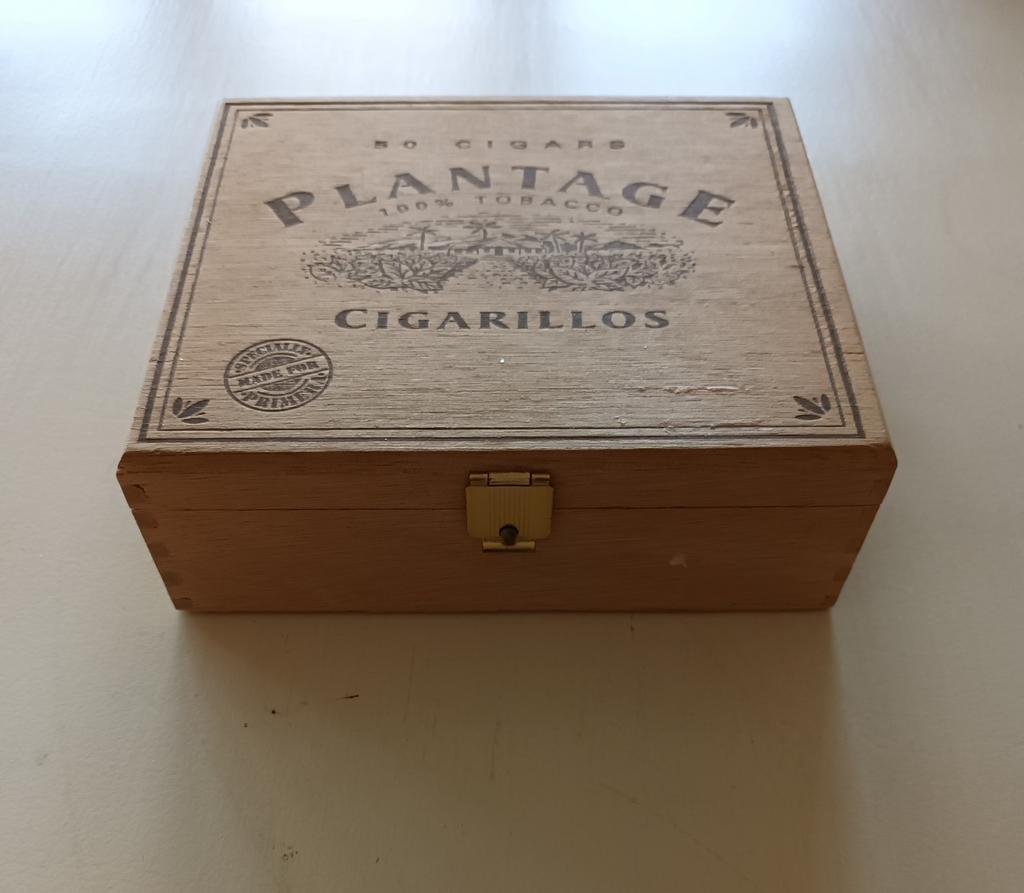 50 CIGARS
PLANTAGE
100% TOBACCO
CIGARILLOS
SPECIALLY
MADE FOR
PRIMERA